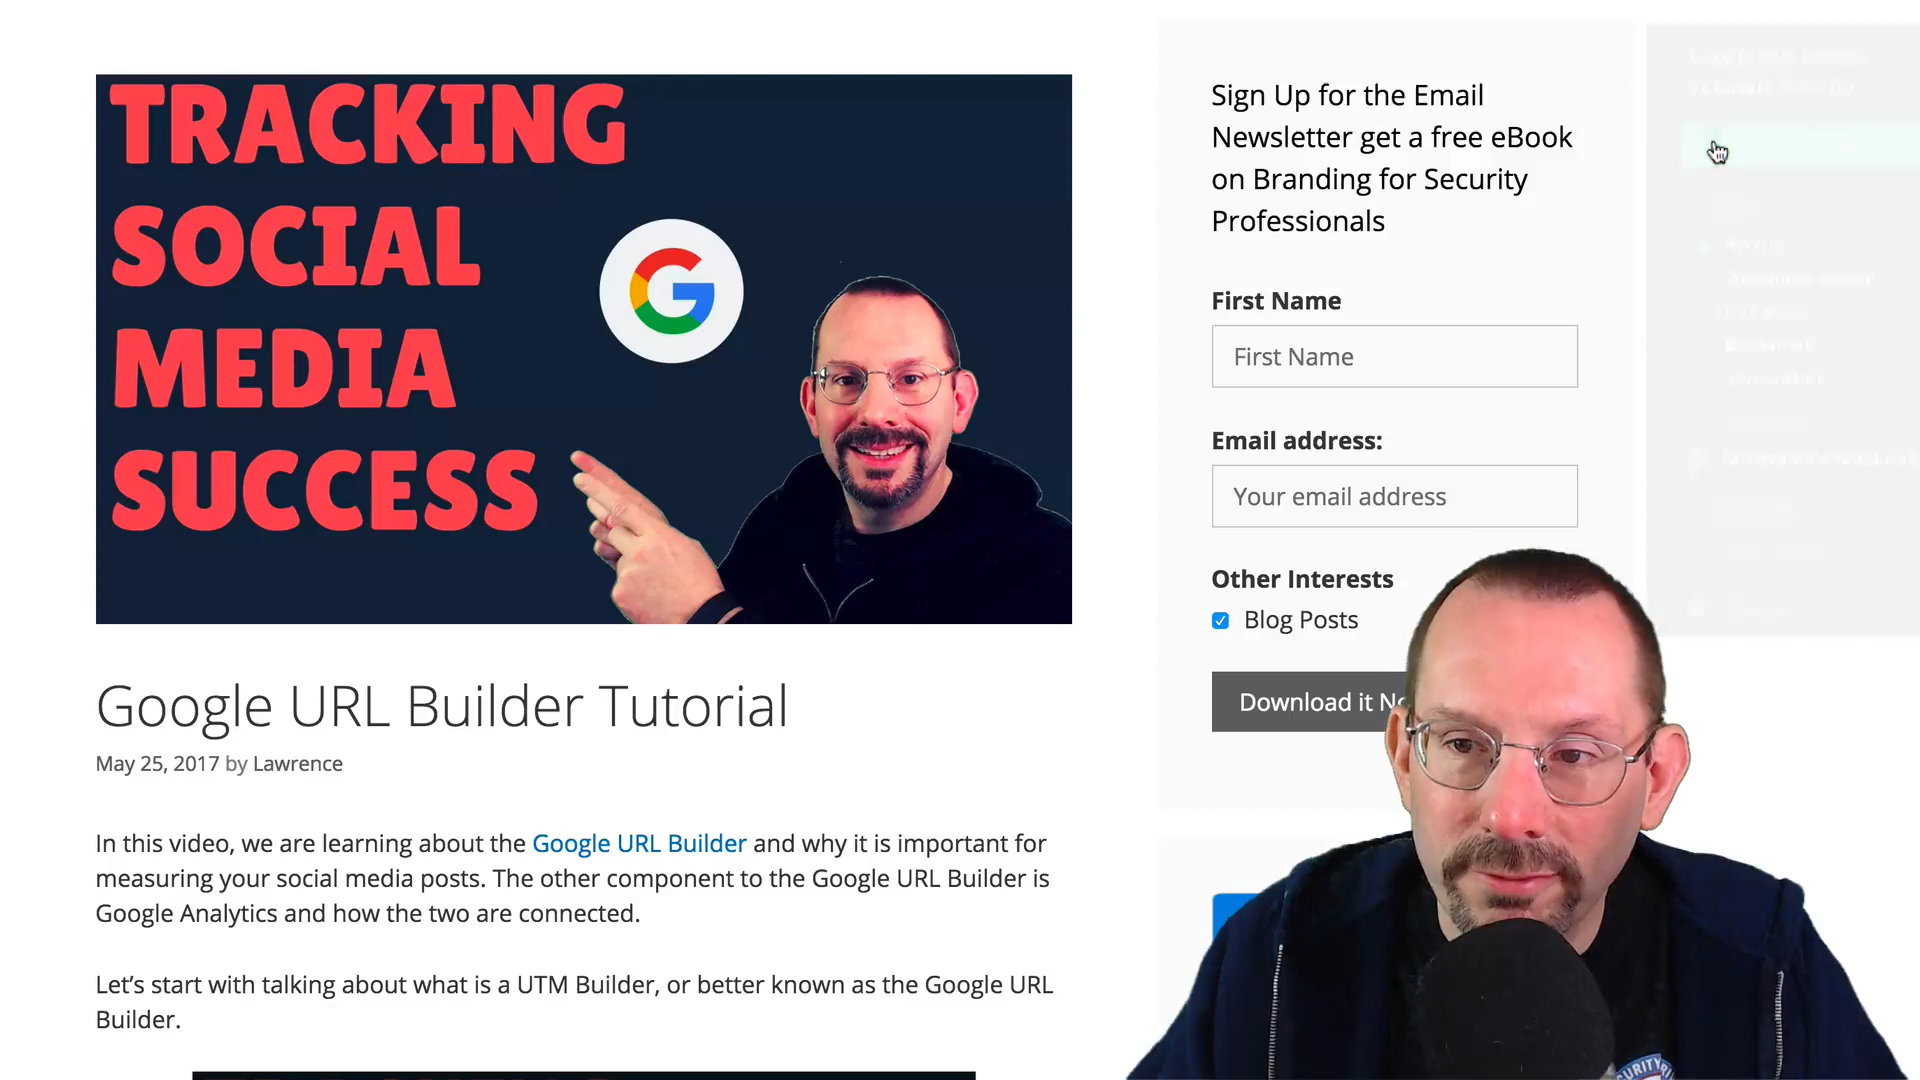 TRACKING
SOCIAL
MEDIA
SUCCESS
Google URL Builder Tutorial
May 25, 2017 by Lawrence
In this video, we are learning about the Google URL Builder and why it is important for
measuring your social media posts. The other component to the Google URL Builder is
Google Analytics and how the two are connected.
Let’s start with talking about what is a UTM Builder, or better known as the Google URL
Builder.
Sign Up for the Email
Newsletter get a free eBook
on Branding for Security
Professionals
First Name
First Name
Email address:
Your email address
Other Interests
Blog Posts
Download it